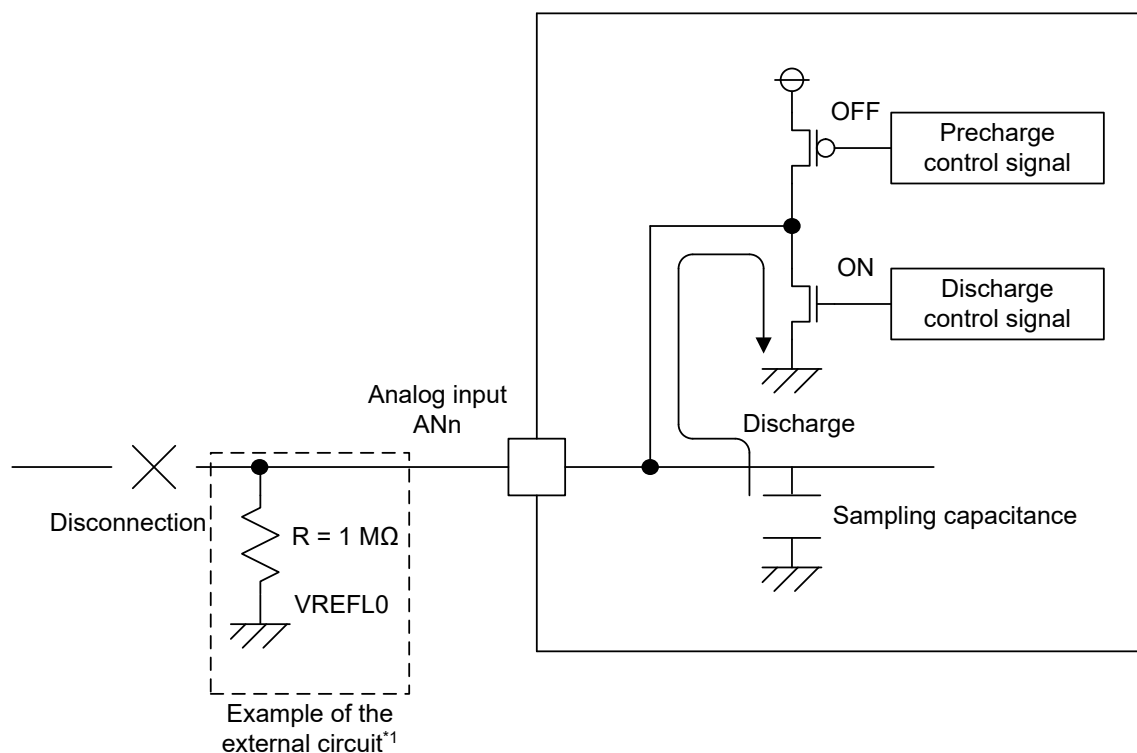 OFF
Precharge
control signal
ON
Discharge
control signal
Analog input
ANn
Discharge
Disconnection
R = 1 MΩ
Sampling capacitance
VREFL0
Example of the
external circuit*1